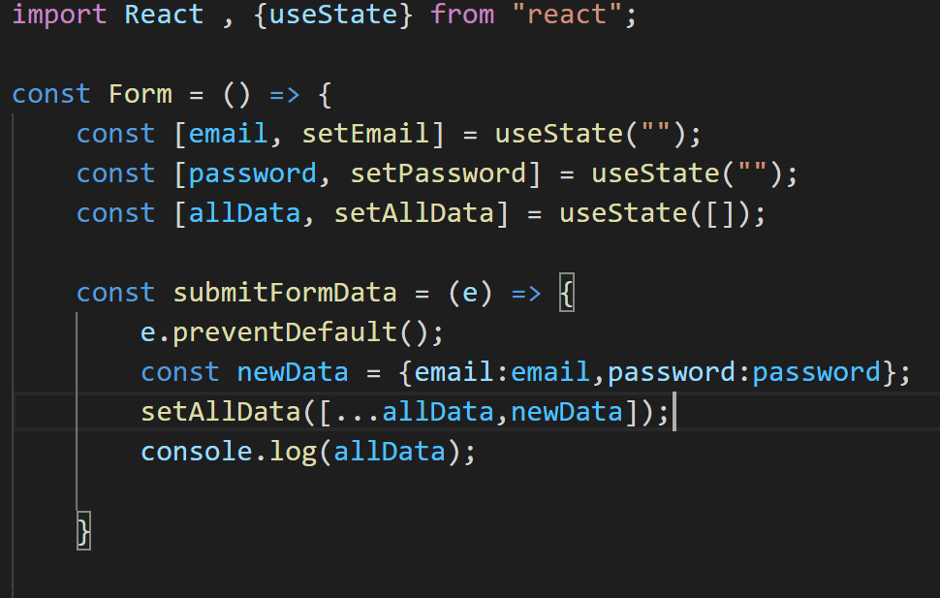 import React , {useState} from "react";
const Form = () => {
const [email, setEmail] = useState("");
const [password, setPassword] = useState("");
const [allData, setAllData] = useState([]);
const submitFormData = (e) => {
e.preventDefault();
const newData = {email:email,password:password};
setAllData([...allData,newData]);
console.log(allData);
}